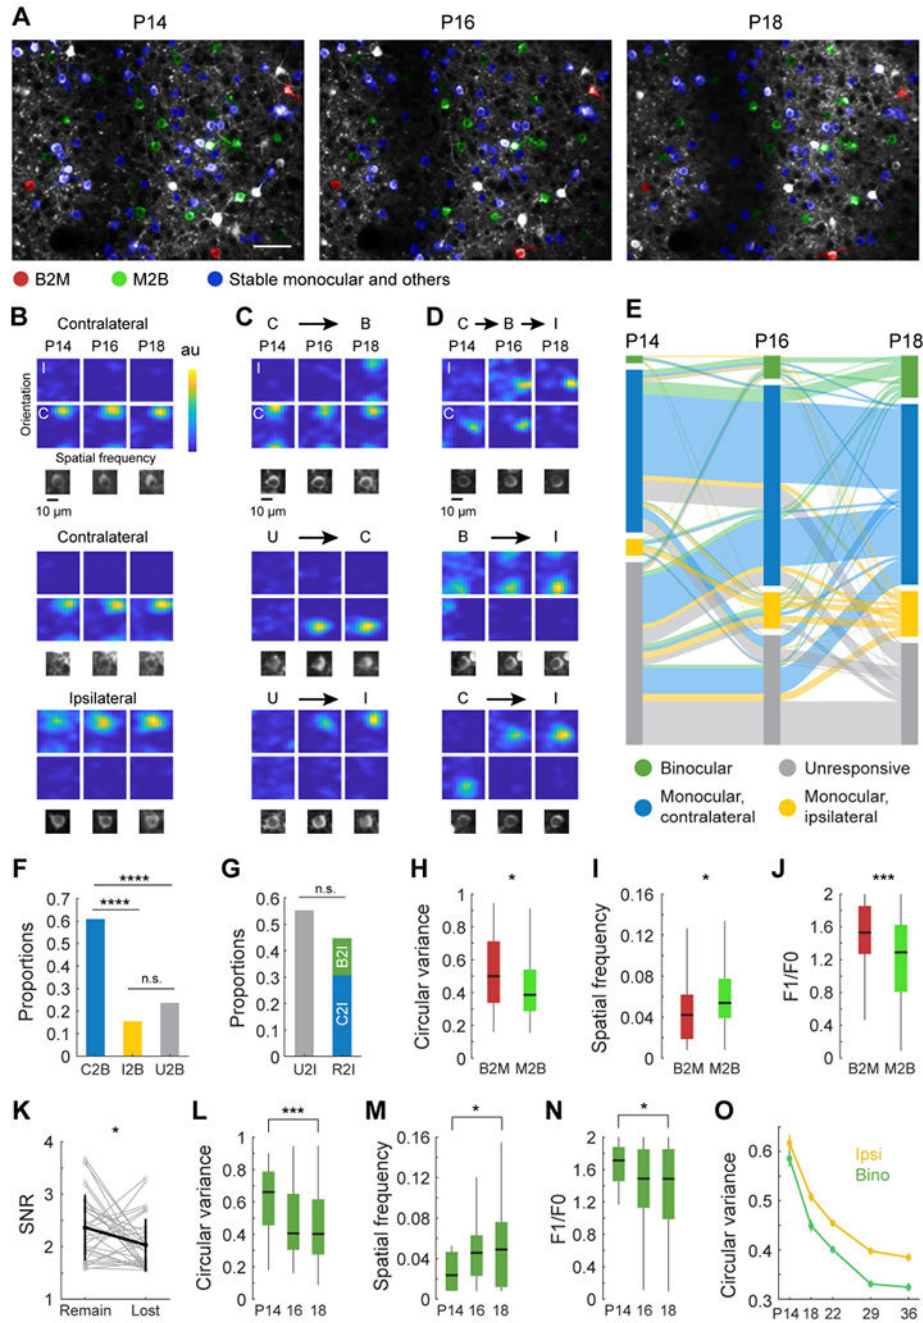 A
P14 P16 P18
B2M M2B Stable monocular and others
B
Contralateral
P14 P16 P18
au
I
C
Orientation
Spatial frequency
10 μm
Contralateral
Ipsilateral
C
C B
P14 P16 P18
I
C
10 μm
U C
U I
D
C B I
P14 P16 P18
I
C
10 μm
B I
C I
E
P14 P16 P18
Binocular
Unresponsive
Monocular,
contralateral
Monocular,
ipsilateral
F
****
****
n.s.
Proportions
0.7
0.6
0.5
0.4
0.3
0.2
0.1
0
C2B I2B U2B
G
n.s.
Proportions
0.6
0.5
0.4
0.3
0.2
0.1
0
B2I
C2I
U2I R2I
H
*
Circular variance
1
0.8
0.6
0.4
0.2
0
B2M M2B
I
*
Spatial frequency
0.16
0.12
0.08
0.04
0
B2M M2B
J
***
F1/F0
2
1.6
1.2
0.8
0.4
0
B2M M2B
K
*
SNR
4
3
2
1
Remain Lost
L
***
Circular variance
1
0.8
0.6
0.4
0.2
0
P14 16 18
M
*
Spatial frequency
0.16
0.12
0.08
0.04
0
P14 16 18
N
*
F1/F0
2
1.6
1.2
0.8
0.4
0
P14 16 18
O
Ipsi
Bino
Circular variance
0.6
0.5
0.4
0.3
P14 18 22 29 36